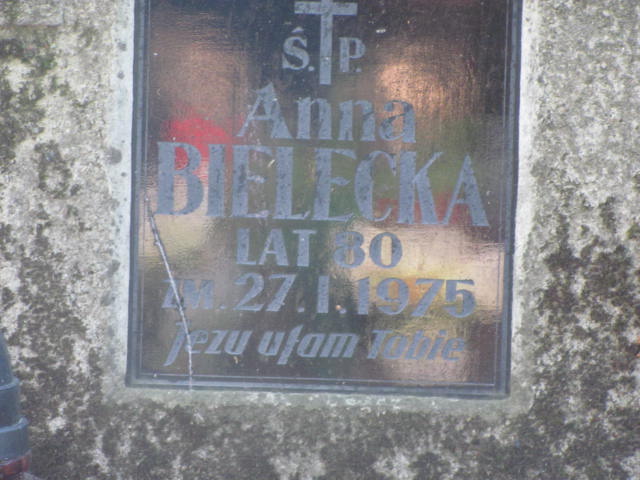 Ś.P.
Anna
BIELECKA
LAT 80
ZM. 27.I.1975
Jezu ufam Tobie